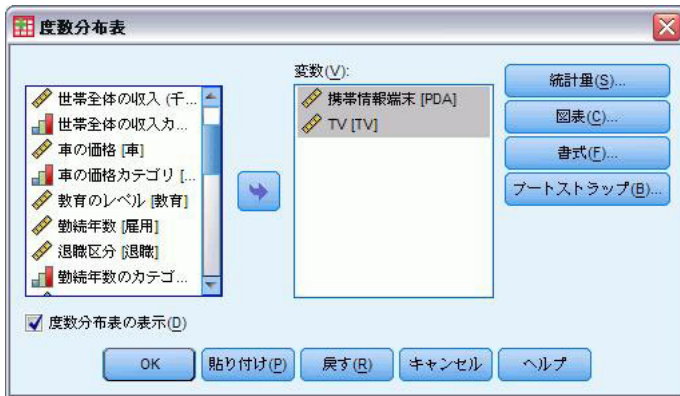 度数分布表
変数(V):
世帯全体の収入 (千...
世帯全体の収入カ...
車の価格 [車]
車の価格カテゴリ [...
教育のレベル [教育]
勤続年数 [雇用]
退職区分 [退職]
勤続年数のカテゴ...
携帯情報端末 [PDA]
TV [TV]
統計量(S)...
図表(C)...
書式(F)...
ブートストラップ(B)...
度数分布表の表示(D)
OK
貼り付け(P)
戻す(R)
キャンセル
ヘルプ